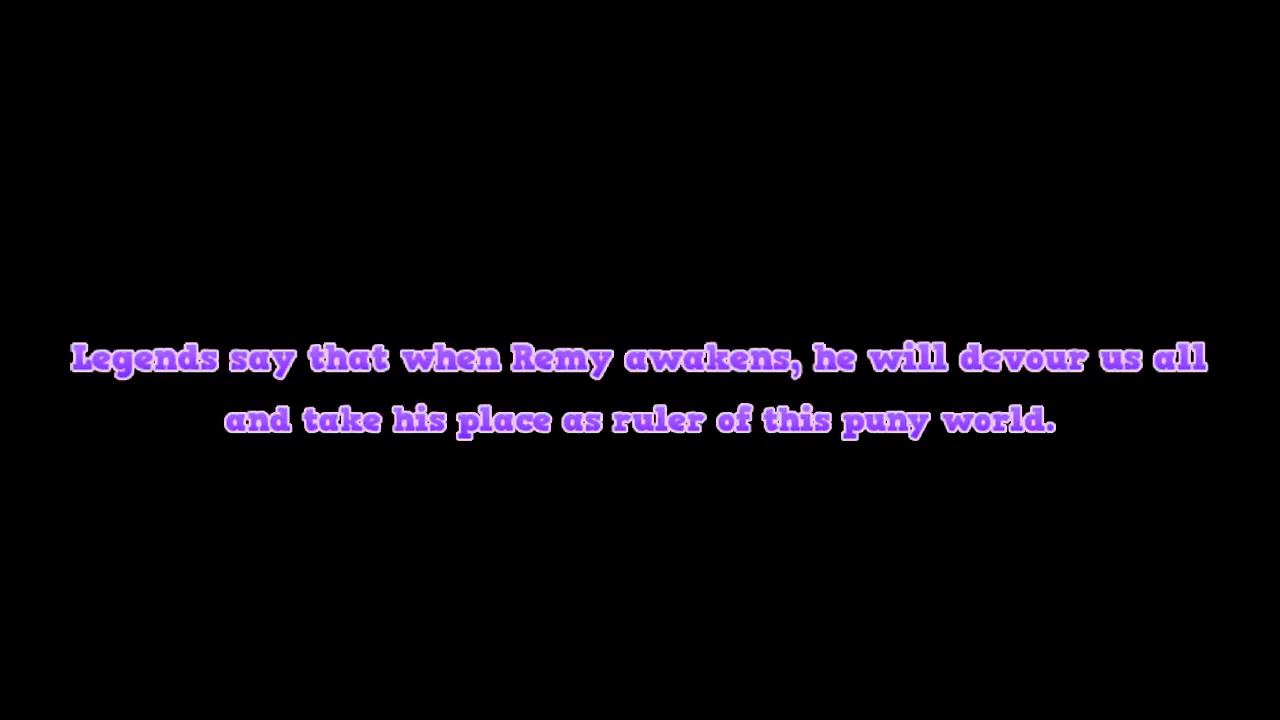 Legends say that when Remy awakens, he will devour us all
and take his place as ruler of this puny world.